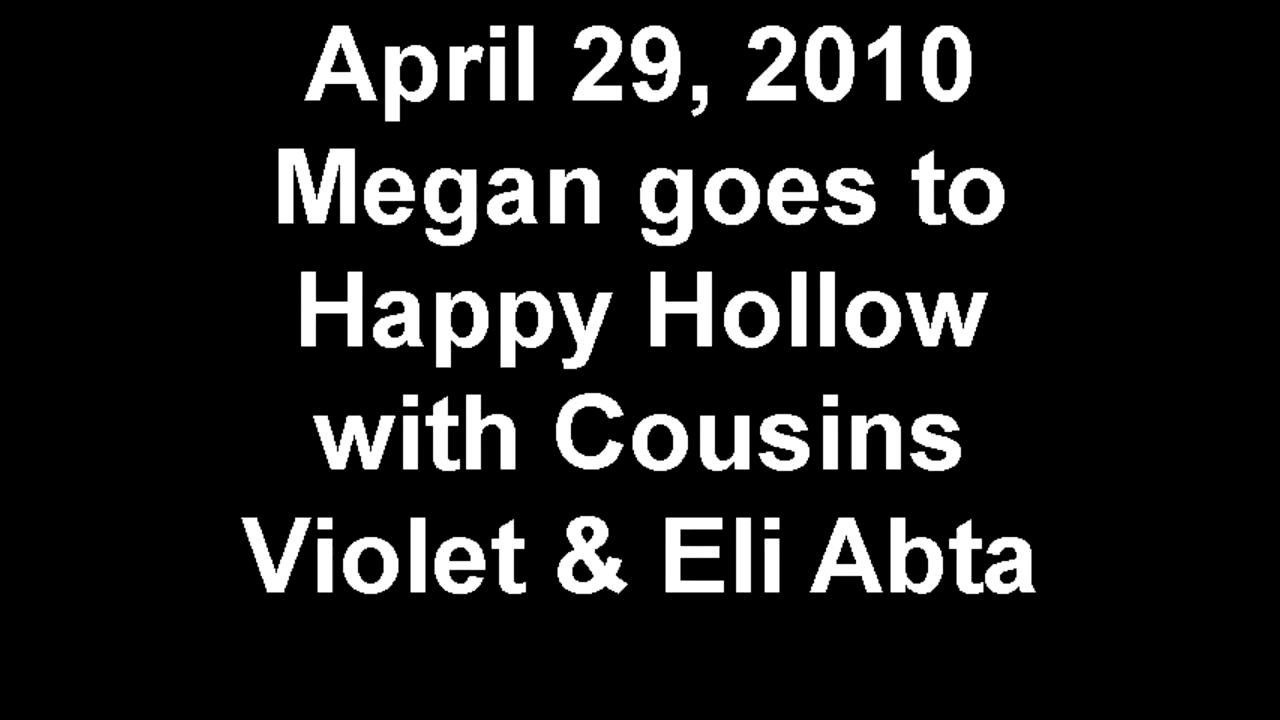 April 29, 2010
Megan goes to
Happy Hollow
with Cousins
Violet & Eli Abta